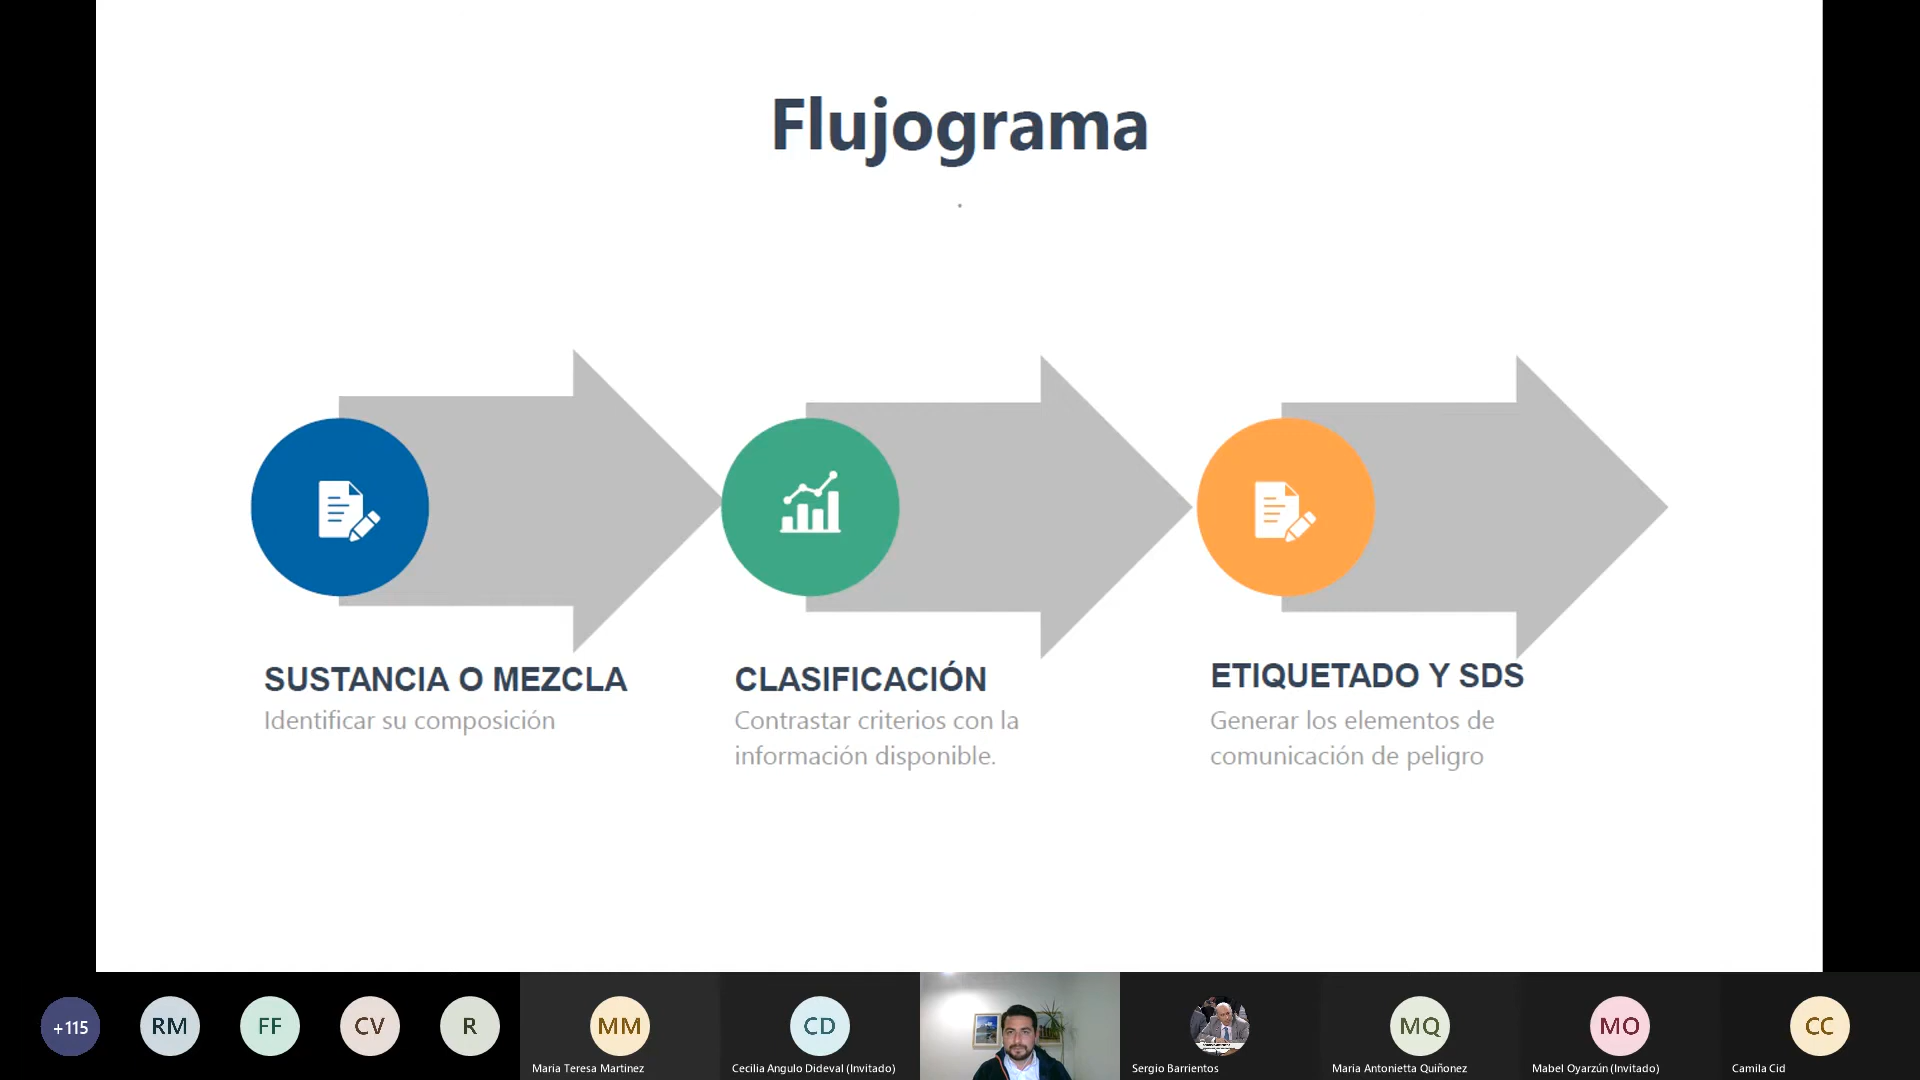 Flujograma
.
SUSTANCIA O MEZCLA
Identificar su composición
CLASIFICACIÓN
Contrastar criterios con la
información disponible.
ETIQUETADO Y SDS
Generar los elementos de
comunicación de peligro
+115
RM
FF
CV
R
MM
Maria Teresa Martinez
CD
Cecilia Angulo Dideval (Invitado)
Sergio Barrientos
MQ
Maria Antonietta Quiñonez
MO
Mabel Oyarzún (Invitado)
CC
Camila Cid